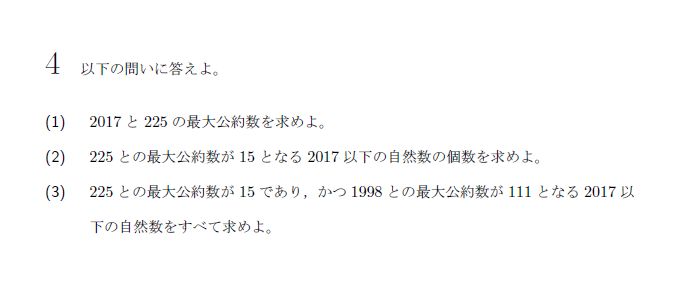 4 以下の問いに答えよ。
(1) 2017 と 225 の最大公約数を求めよ。
(2) 225 との最大公約数が 15 となる 2017 以下の自然数の個数を求めよ。
(3) 225 との最大公約数が 15 であり，かつ 1998 との最大公約数が 111 となる 2017 以
下の自然数をすべて求めよ。